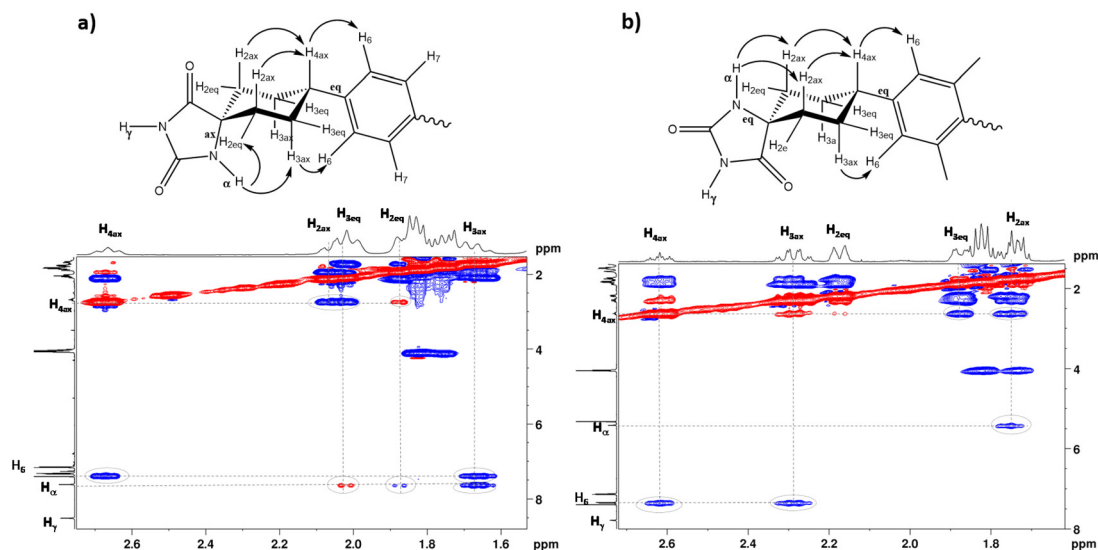 a)
H6
H2ax
H4ax
H7
H2ax
O
eq
H2eq
H3eq
N
ax
H3ax
H3eq
H
γ
H2eq
N
H6
H3ax
O
α
H
H7
b)
H6
H2ax
H4ax
H
α
H2ax
H2eq
eq
N
H3eq
O
eq
H3eq
H2e
H3a
N
H3ax
H6
H
γ
O
H4ax
H2ax
H3eq
H2eq
H3ax
ppm
2
H4ax
4
6
H6
Hα
8
Hγ
2.6
2.4
2.2
2.0
1.8
1.6
ppm
H4ax
H3ax
H2eq
H3eq
H2ax
ppm
2
H4ax
4
Hα
6
H6
Hγ
8
2.6
2.4
2.2
2.0
1.8
ppm